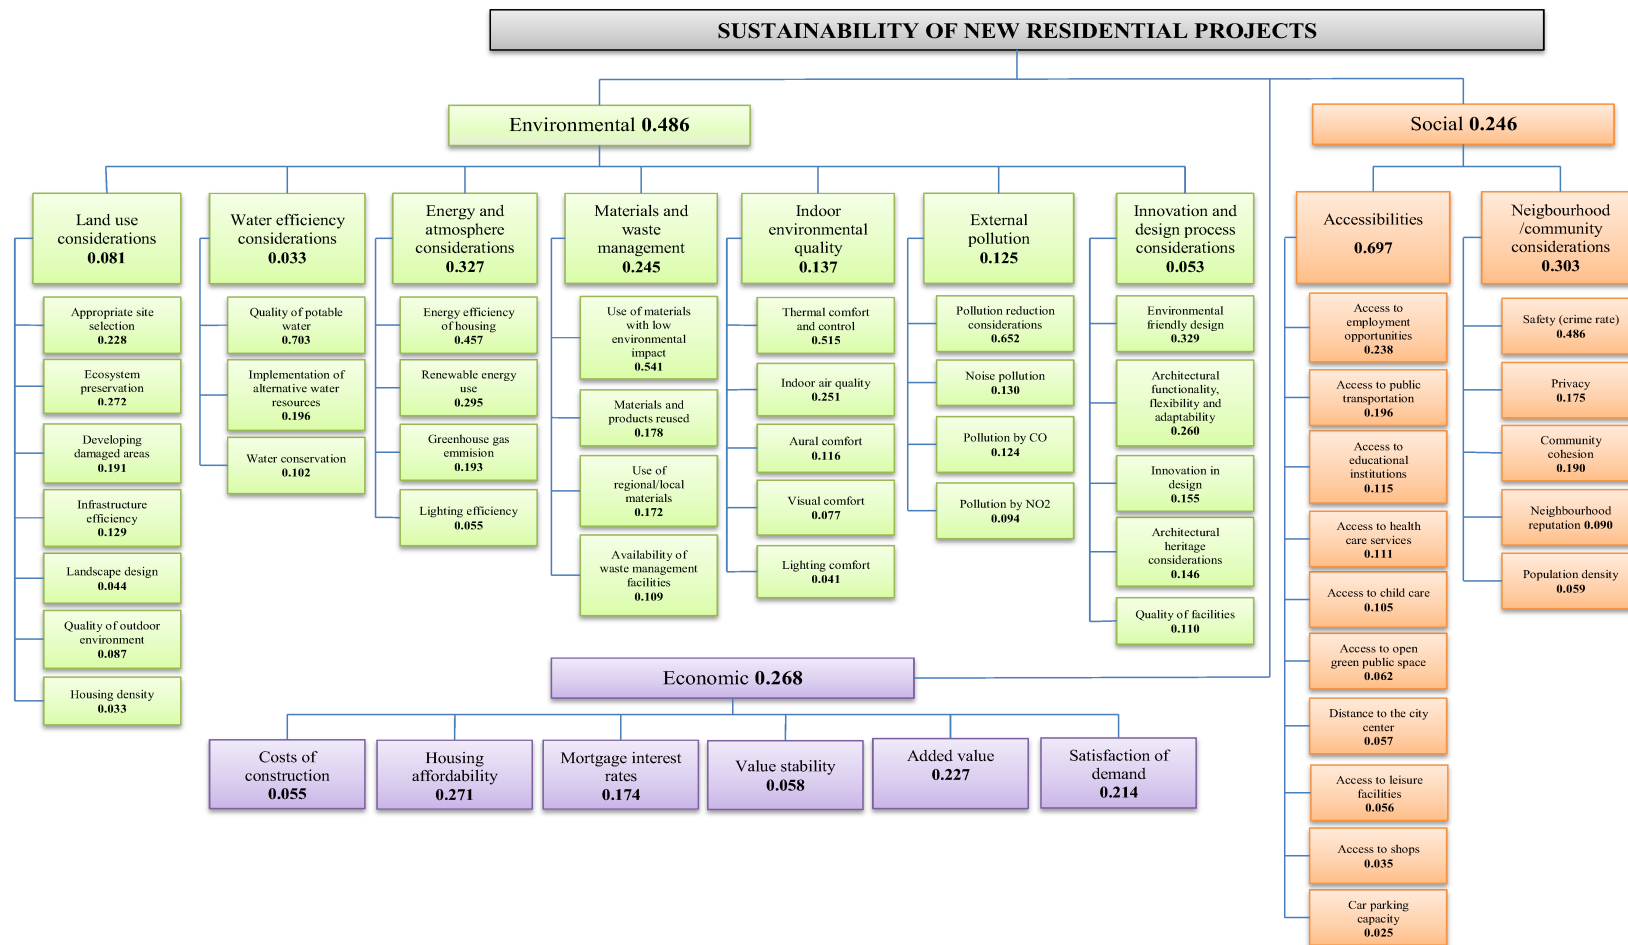 SUSTAINABILITY OF NEW RESIDENTIAL PROJECTS
Environmental 0.486
Social 0.246
Land use
considerations
0.081
Water efficiency
considerations
0.033
Energy and
atmosphere
considerations
0.327
Materials and
waste
management
0.245
Indoor
environmental
quality
0.137
External
pollution
0.125
Innovation and
design process
considerations
0.053
Accessibilities
0.697
Neigbourhood
/community
considerations
0.303
Appropriate site
selection
0.228
Ecosystem
preservation
0.272
Developing
damaged areas
0.191
Infrastructure
efficiency
0.129
Landscape design
0.044
Quality of outdoor
environment
0.087
Housing density
0.033
Quality of potable
water
0.703
Implementation of
alternative water
resources
0.196
Water conservation
0.102
Energy efficiency
of housing
0.457
Renewable energy
use
0.295
Greenhouse gas
emmision
0.193
Lighting efficiency
0.055
Use of materials
with low
environmental
impact
0.541
Materials and
products reused
0.178
Use of
regional/local
materials
0.172
Availability of
waste management
facilities
0.109
Thermal comfort
and control
0.515
Indoor air quality
0.251
Aural comfort
0.116
Visual comfort
0.077
Lighting comfort
0.041
Pollution reduction
considerations
0.652
Noise pollution
0.130
Pollution by CO
0.124
Pollution by NO2
0.094
Environmental
friendly design
0.329
Architectural
functionality,
flexibility and
adaptability
0.260
Innovation in
design
0.155
Architectural
heritage
considerations
0.146
Quality of facilities
0.110
Access to
employment
opportunities
0.238
Access to public
transportation
0.196
Access to
educational
institutions
0.115
Access to health
care services
0.111
Access to child care
0.105
Access to open
green public space
0.062
Distance to the city
center
0.057
Access to leisure
facilities
0.056
Access to shops
0.035
Car parking
capacity
0.025
Safety (crime rate)
0.486
Privacy
0.175
Community
cohesion
0.190
Neighbourhood
reputation 0.090
Population density
0.059
Economic 0.268
Costs of
construction
0.055
Housing
affordability
0.271
Mortgage interest
rates
0.174
Value stability
0.058
Added value
0.227
Satisfaction of
demand
0.214